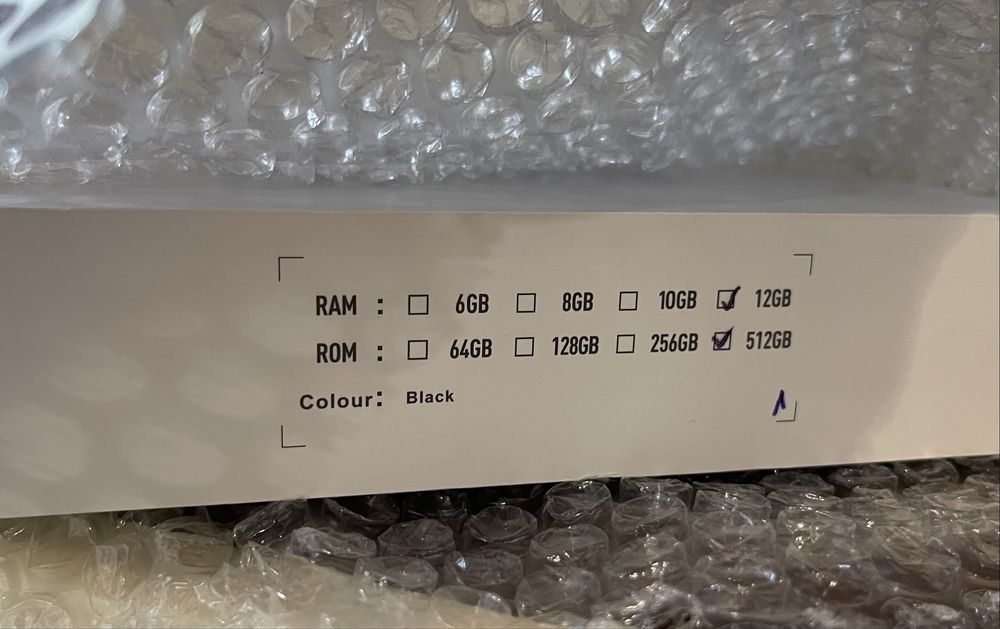 RAM : ☐ 6GB ☐ 8GB ☐ 10GB ☑ 12GB
ROM : ☐ 64GB ☐ 128GB ☐ 256GB ☑ 512GB
Colour: Black